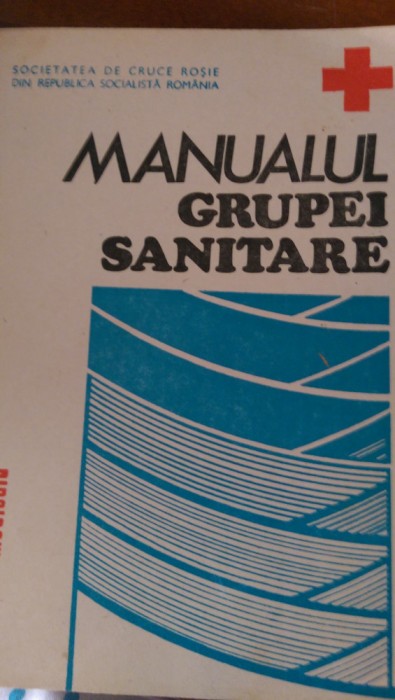 SOCIETATEA DE CRUCE ROȘIE
DIN REPUBLICA SOCIALISTĂ ROMÂNIA
MANUALUL
GRUPEI
SANITARE